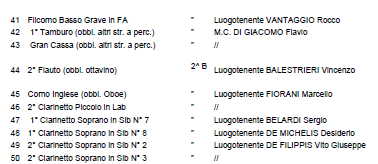 41 Flicorno Basso Grave in FA " Luogotenente VANTAGGIO Rocco
42 1° Tamburo (obbl. altri str. a perc.) " M.C. DI GIACOMO Flavio
43 Gran Cassa (obbl. altri str. a perc.) " //
44 2° Flauto (obbl. ottavino) 2^ B Luogotenente BALESTRIERI Vincenzo
45 Corno Inglese (obbl. Oboe) " Luogotenente FIORANI Marcello
46 2° Clarinetto Piccolo in Lab " //
47 1° Clarinetto Soprano in Sib N° 7 " Luogotenente BELARDI Sergio
48 1° Clarinetto Soprano in Sib N° 8 " Luogotenente DE MICHELIS Desiderio
49 2° Clarinetto Soprano in Sib N° 2 " Luogotenente DE FILIPPIS Vito Giuseppe
50 2° Clarinetto Soprano in Sib N° 3 " //